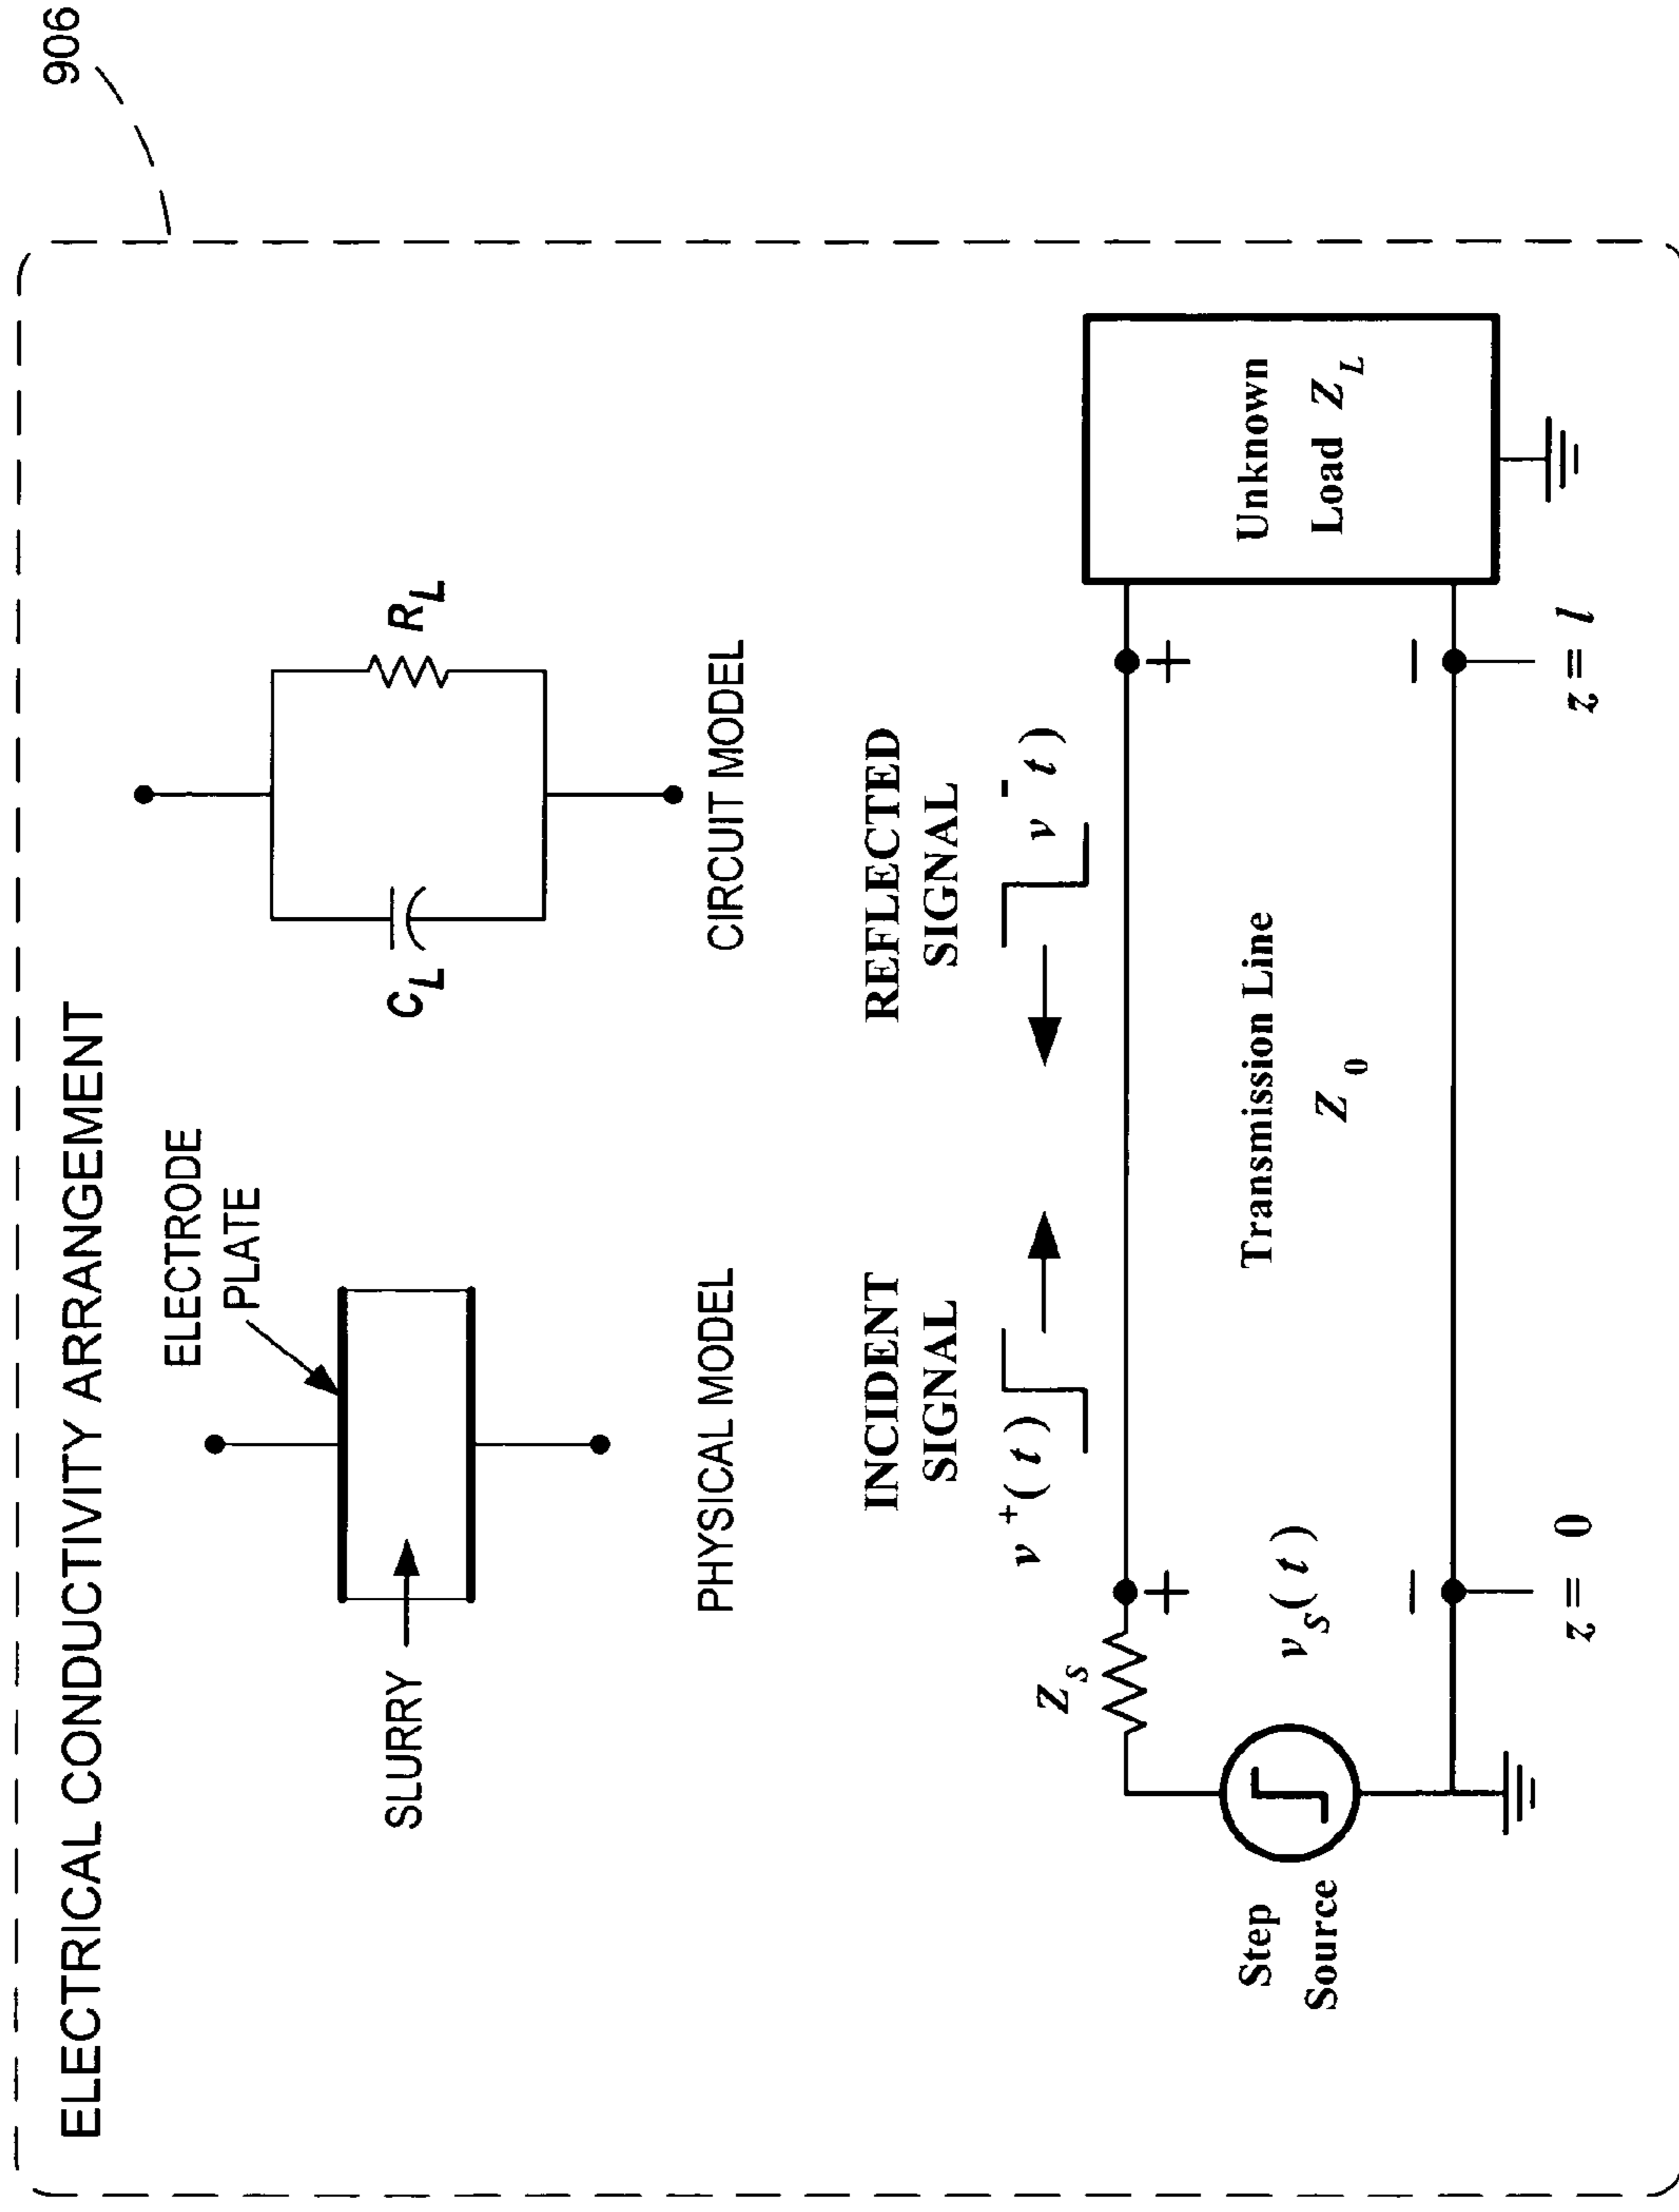 906
ELECTRICAL CONDUCTIVITY ARRANGEMENT
ELECTRODE
PLATE
SLURRY
C_L
R_L
PHYSICAL MODEL
CIRCUIT MODEL
INCIDENT
SIGNAL
REFLECTED
SIGNAL
v⁺(t)
v⁻t)
Z_s
+
+
Step
Source
v_S(t)
Transmission Line
Z_0
Unknown
Load Z_L
−
−
z = 0
z = l